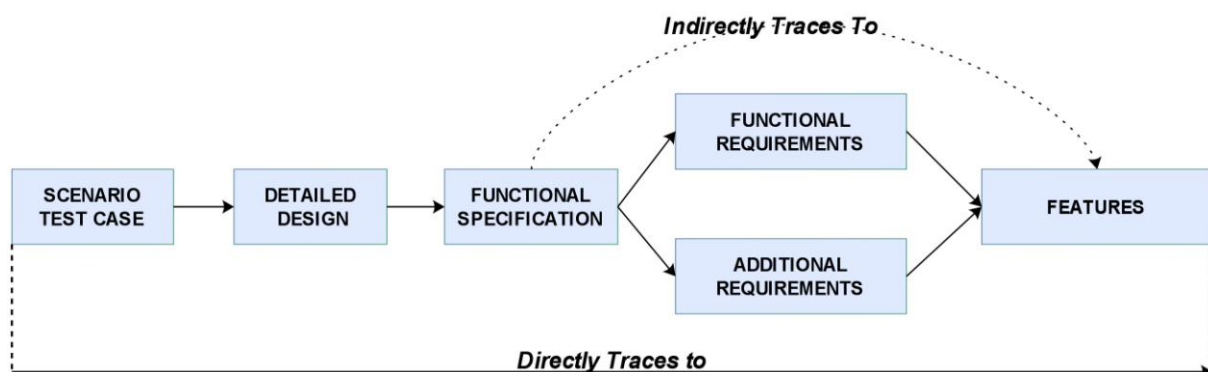 Indirectly Traces To
FUNCTIONAL
REQUIREMENTS
SCENARIO
TEST CASE
DETAILED
DESIGN
FUNCTIONAL
SPECIFICATION
FEATURES
ADDITIONAL
REQUIREMENTS
Directly Traces to